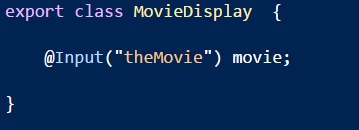 export class MovieDisplay  {
@Input("theMovie") movie;
}